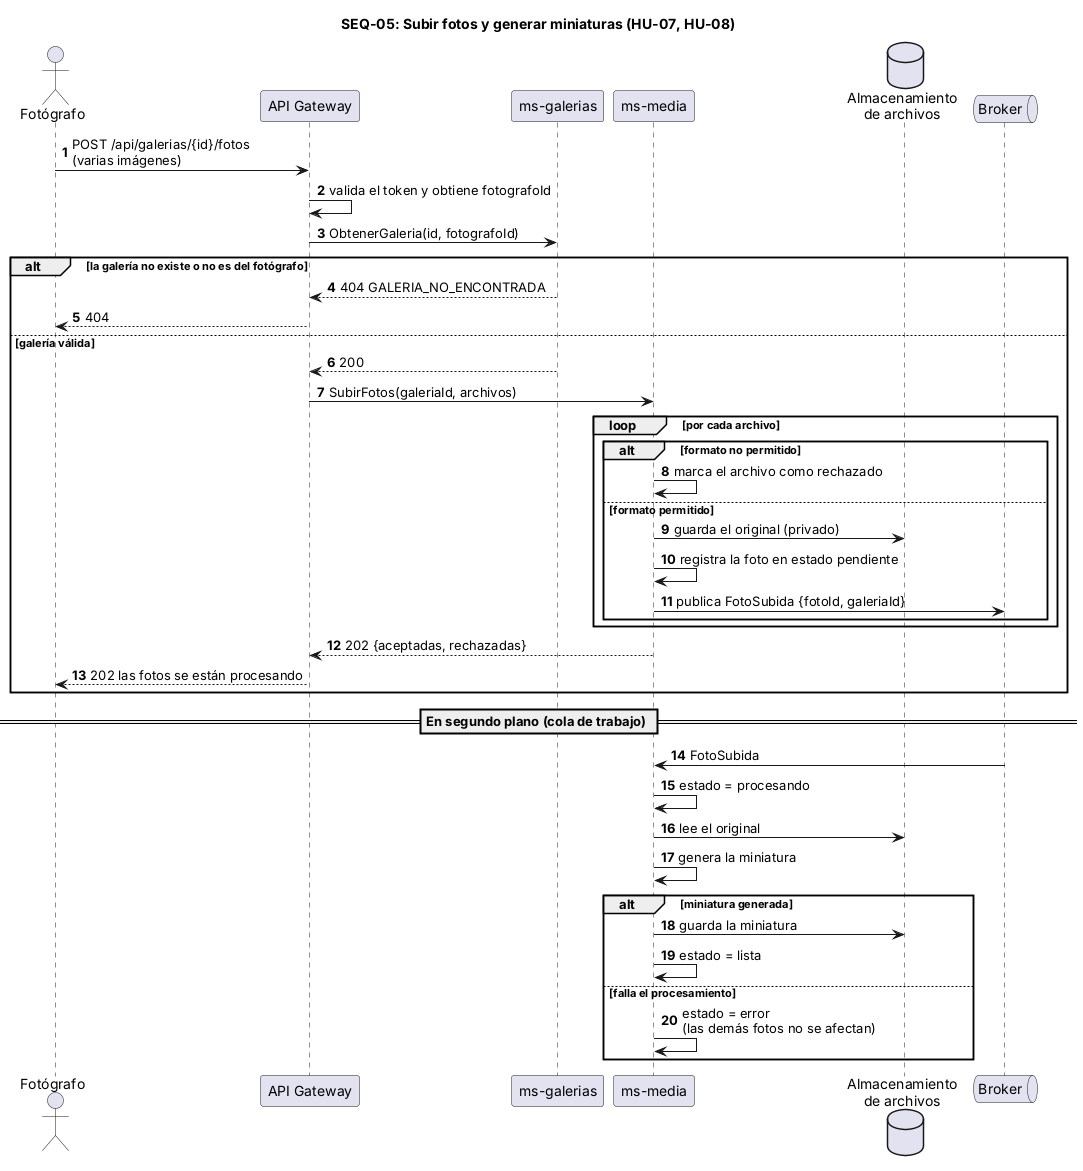 SEQ-05: Subir fotos y generar miniaturas (HU-07, HU-08)
Fotógrafo
API Gateway
ms-galerias
ms-media
Almacenamiento
de archivos
Broker
1 POST /api/galerias/{id}/fotos
(varias imágenes)
2 valida el token y obtiene fotografoId
3 ObtenerGaleria(id, fotografoId)
alt [la galería no existe o no es del fotógrafo]
4 404 GALERIA_NO_ENCONTRADA
5 404
[galería válida]
6 200
7 SubirFotos(galeriaId, archivos)
loop [por cada archivo]
alt [formato no permitido]
8 marca el archivo como rechazado
[formato permitido]
9 guarda el original (privado)
10 registra la foto en estado pendiente
11 publica FotoSubida {fotoId, galeriaId}
12 202 {aceptadas, rechazadas}
13 202 las fotos se están procesando
En segundo plano (cola de trabajo)
14 FotoSubida
15 estado = procesando
16 lee el original
17 genera la miniatura
alt [miniatura generada]
18 guarda la miniatura
19 estado = lista
[falla el procesamiento]
20 estado = error
(las demás fotos no se afectan)
Fotógrafo
API Gateway
ms-galerias
ms-media
Almacenamiento
de archivos
Broker